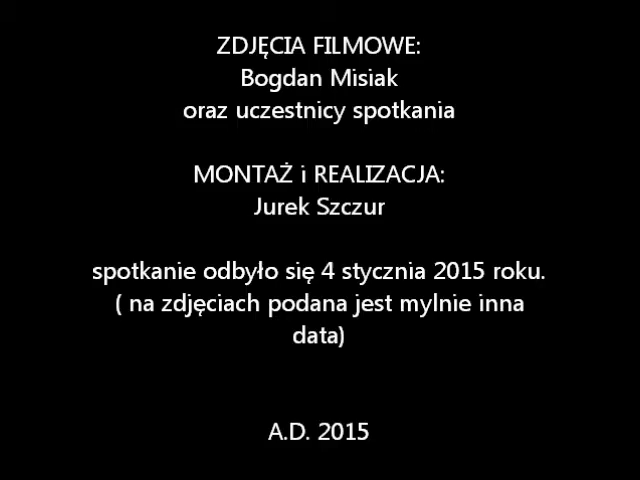 ZDJĘCIA FILMOWE:
Bogdan Misiak
oraz uczestnicy spotkania
MONTAŻ i REALIZACJA:
Jurek Szczur
spotkanie odbyło się 4 stycznia 2015 roku.
( na zdjęciach podana jest mylnie inna
data)
A.D. 2015